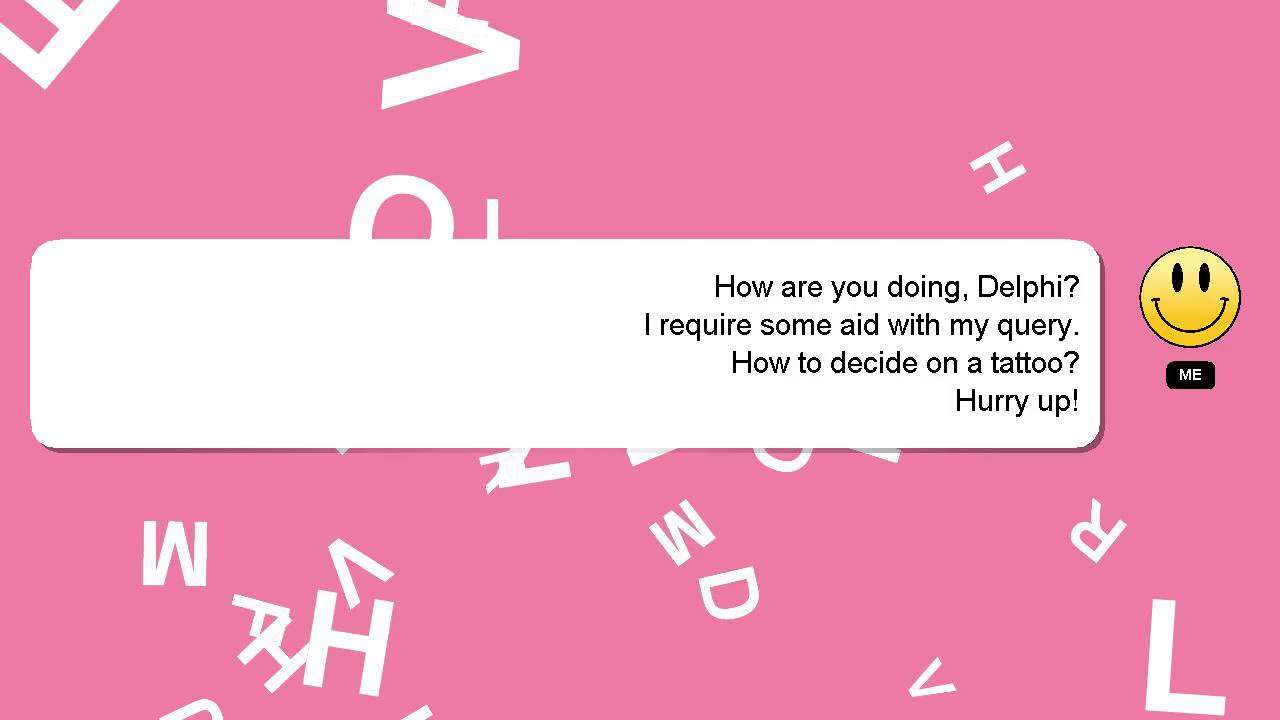 How are you doing, Delphi?
I require some aid with my query.
How to decide on a tattoo?
Hurry up!
ME